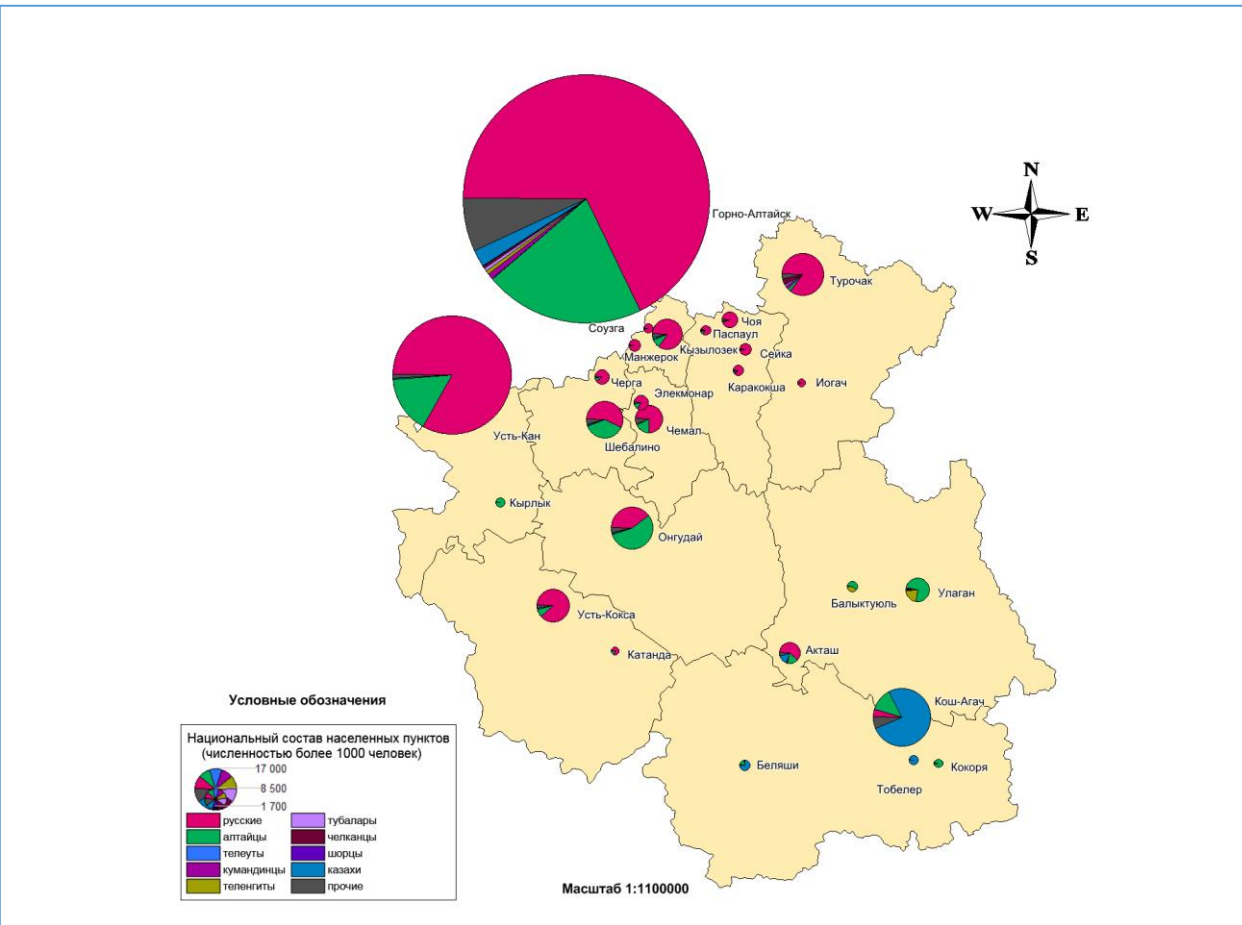 N
W
E
S
Горно-Алтайск
Турочак
Соузга
Чоя
Паспаул
Манжерок
Кызылозек
Сейка
Черга
Каракокша
Иогач
Элекмонар
Чемал
Усть-Кан
Шебалино
Кырлык
Онгудай
Балыктуюль
Улаган
Усть-Кокса
Катанда
Акташ
Кош-Агач
Беляши
Кокоря
Тобелер
Условные обозначения
Национальный состав населенных пунктов
(численностью более 1000 человек)
17 000
8 500
1 700
русские
тубалары
алтайцы
челканцы
телеуты
шорцы
кумандинцы
казахи
теленгиты
прочие
Масштаб 1:1100000